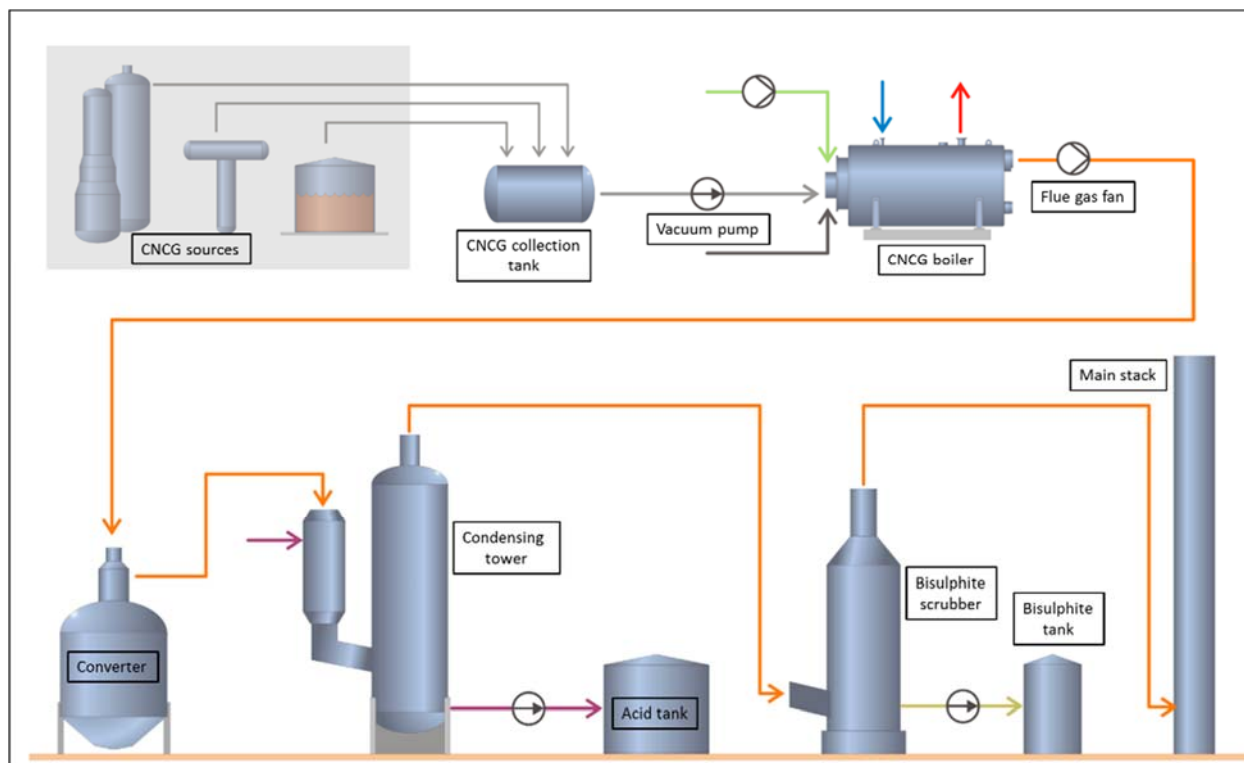 CNCG sources
CNCG collection
tank
Vacuum pump
CNCG boiler
Flue gas fan
Main stack
Condensing
tower
Bisulphite
scrubber
Bisulphite
tank
Converter
Acid tank